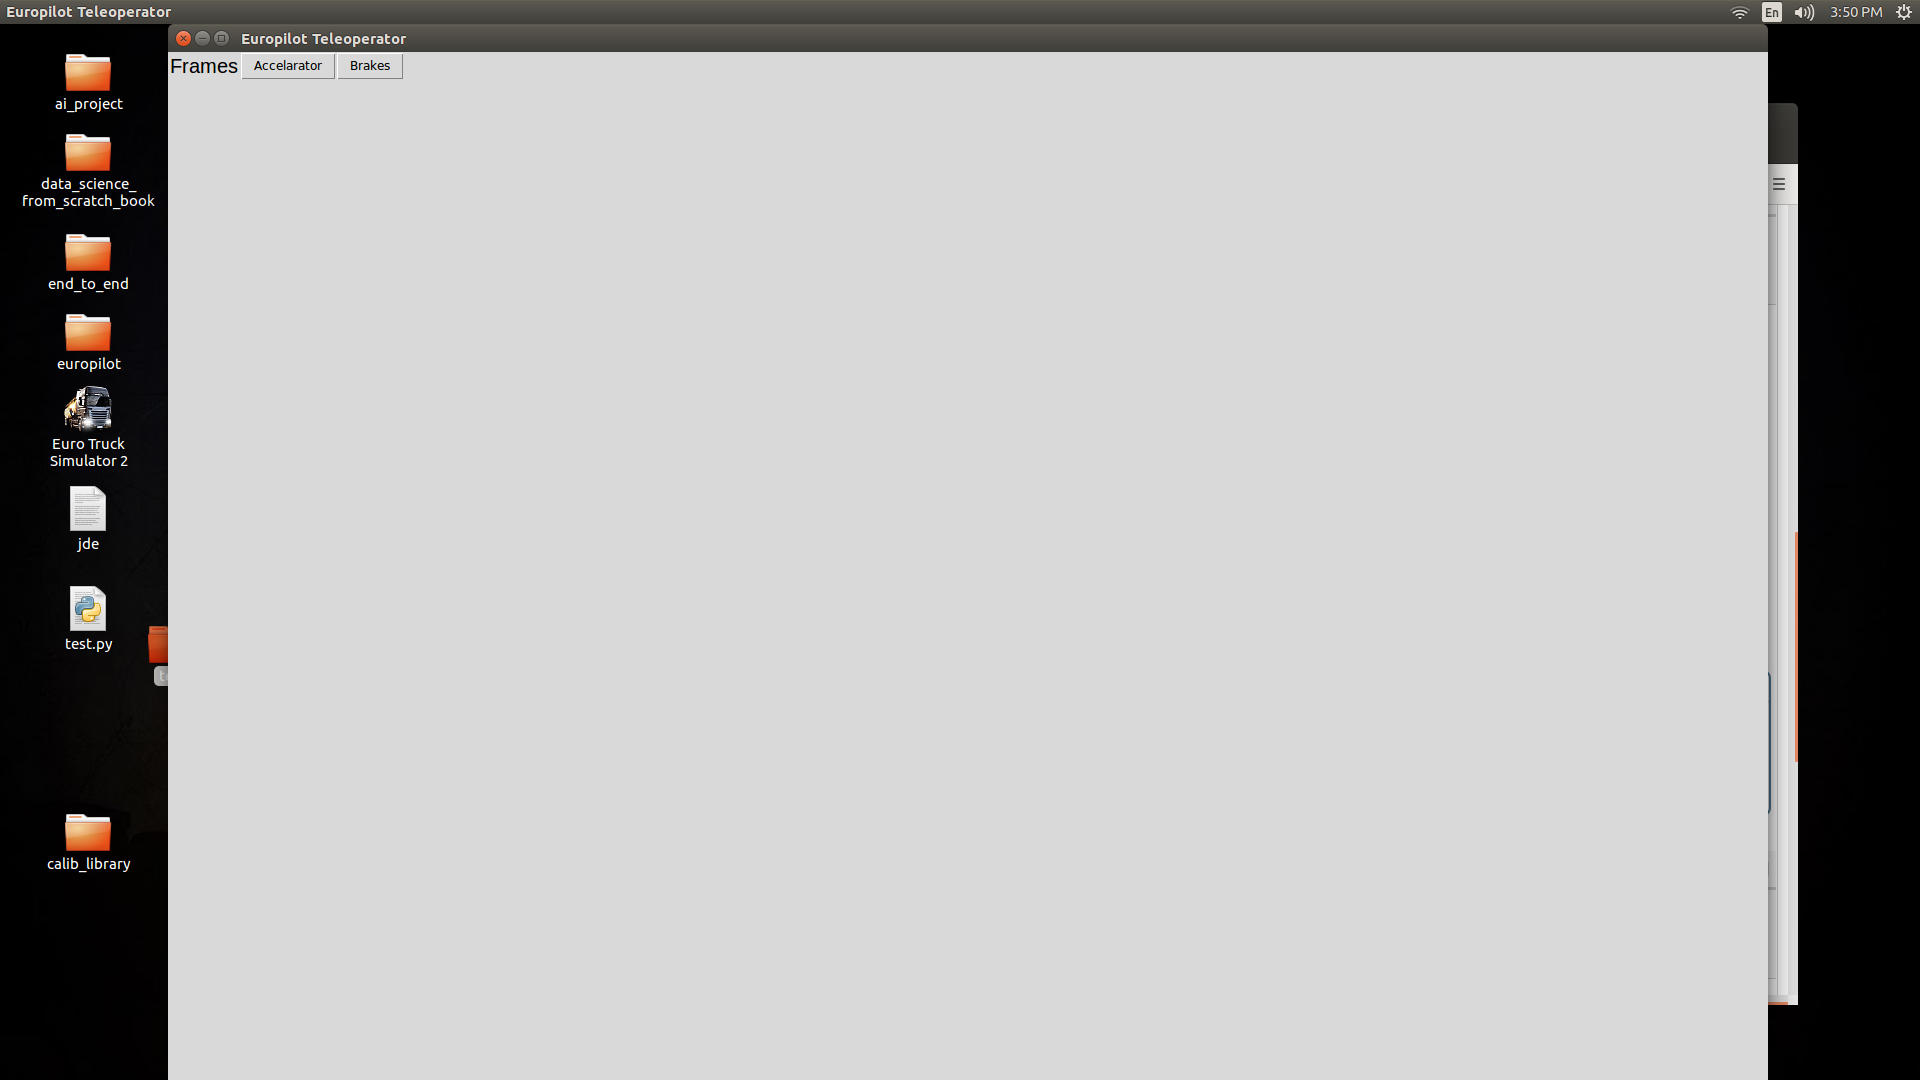 Europilot Teleoperator
En
3:50 PM
Europilot Teleoperator
Frames Accelarator Brakes
ai_project
data_science_
from_scratch_book
end_to_end
europilot
Euro Truck
Simulator 2
jde
test.py
calib_library